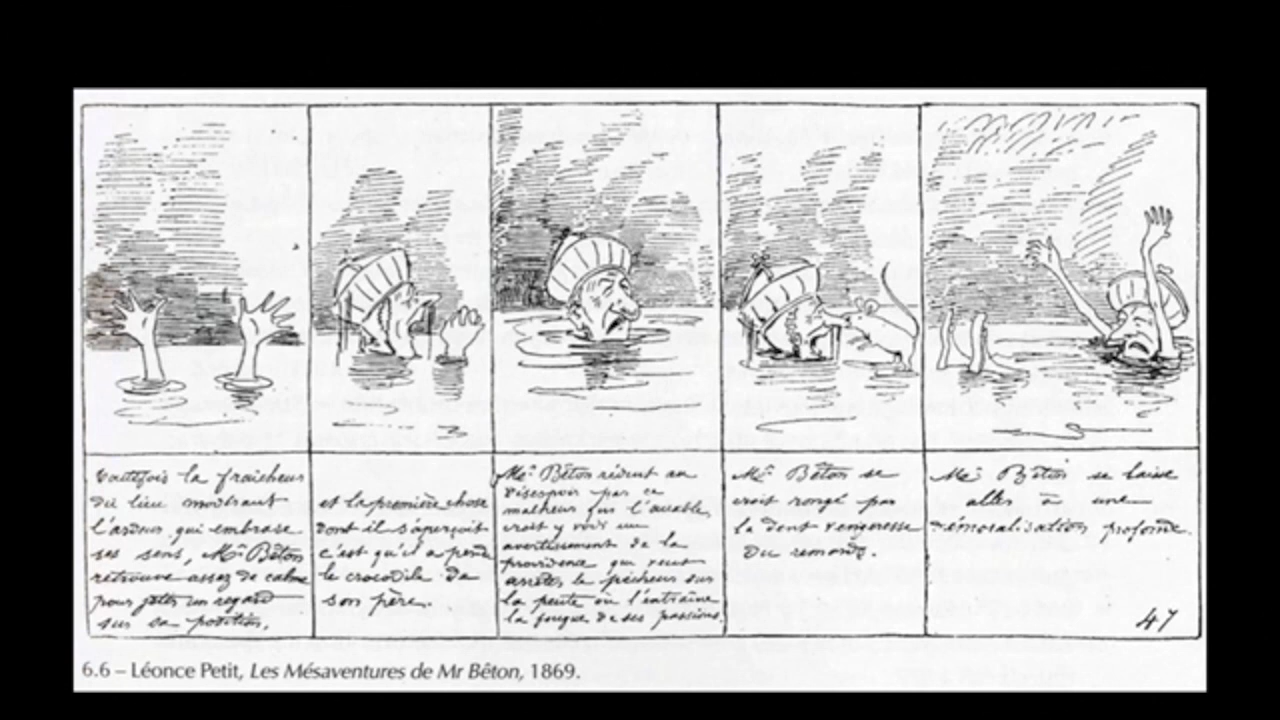 Toutefois la fraicheur
du lieu modérant
l'ardeur qui embrase
ses sens, Mr Bêton
retrouve assez de calme
pour jeter un regard
sur sa position,
et la première chose
dont il s'aperçoit
c'est qu'il a perdu
le crocodile de
son père.
Mr Bêton réduit au
désespoir par ce
malheur qui l'accable,
croit y voir un
avertissement de la
providence qui veut
arrêter le pécheur sur
la pente où l'entraîne
la fougue de ses passions.
Mr Bêton se
croit rongé par
la dent vengeresse
du remords.
Mr Bêton se laisse
aller à une
démoralisation profonde.
47
6.6 – Léonce Petit, Les Mésaventures de Mr Bêton, 1869.